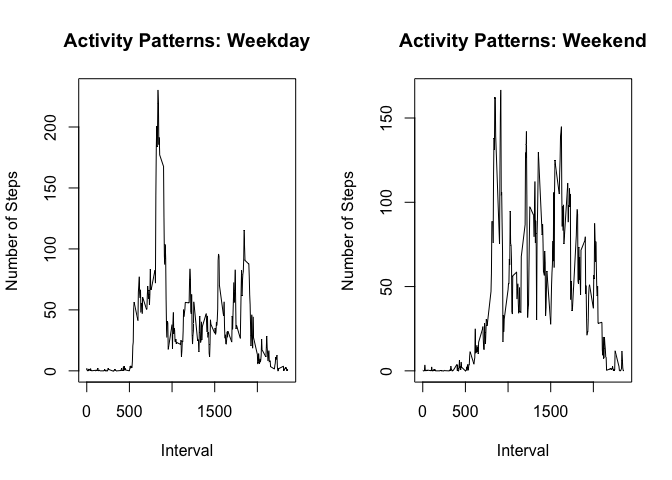 Activity Patterns: Weekday
Number of Steps
200
150
100
50
0
0 500 1500
Interval
Activity Patterns: Weekend
Number of Steps
150
100
50
0
0 500 1500
Interval